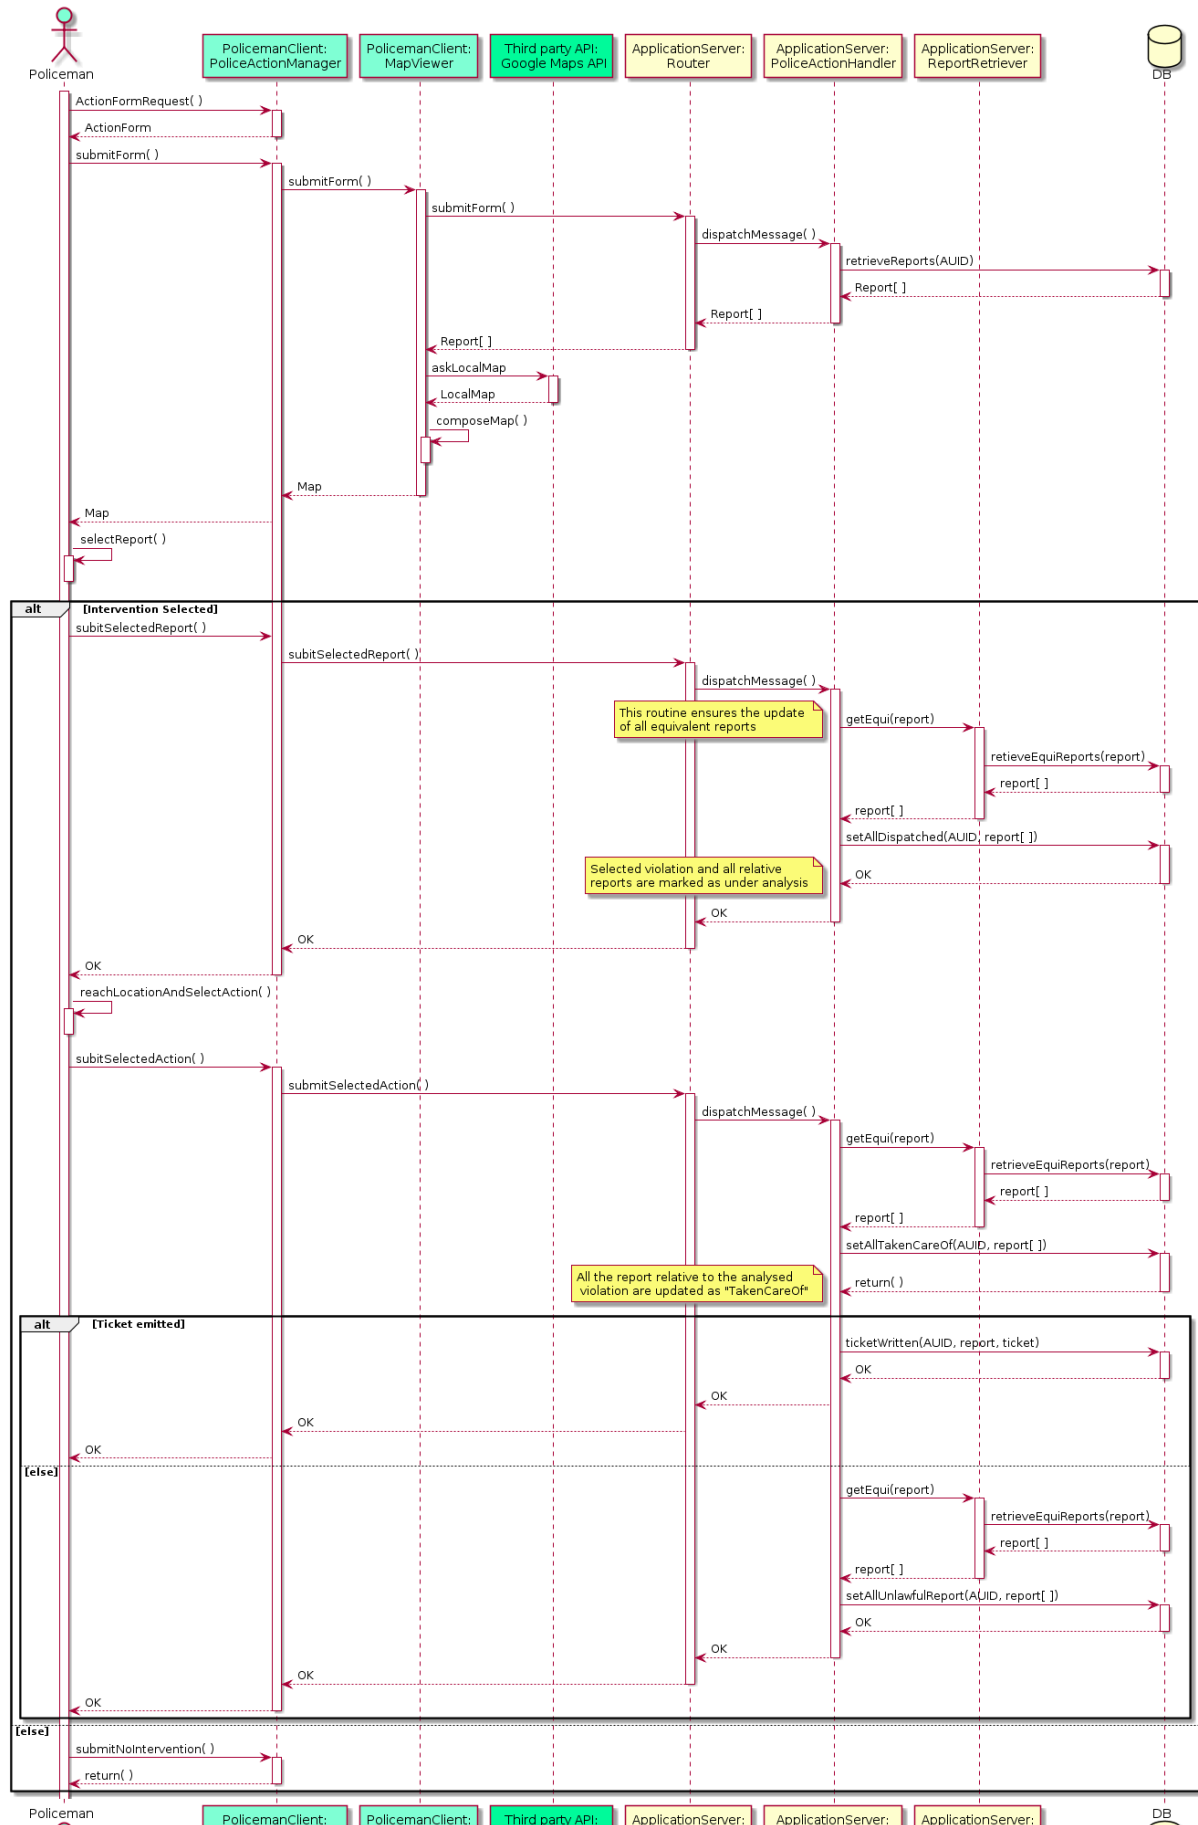 Policeman
PolicemanClient:
PoliceActionManager
PolicemanClient:
MapViewer
Third party API:
Google Maps API
ApplicationServer:
Router
ApplicationServer:
PoliceActionHandler
ApplicationServer:
ReportRetriever
DB
ActionFormRequest( )
ActionForm
submitForm( )
submitForm( )
submitForm( )
dispatchMessage( )
retrieveReports(AUID)
Report[ ]
Report[ ]
Report[ ]
askLocalMap
LocalMap
composeMap( )
Map
Map
selectReport( )
alt [Intervention Selected]
subitSelectedReport( )
subitSelectedReport( )
dispatchMessage( )
This routine ensures the update
of all equivalent reports
getEqui(report)
retieveEquiReports(report)
report[ ]
report[ ]
setAllDispatched(AUID, report[ ])
Selected violation and all relative
reports are marked as under analysis
OK
OK
OK
OK
reachLocationAndSelectAction( )
subitSelectedAction( )
submitSelectedAction( )
dispatchMessage( )
getEqui(report)
retrieveEquiReports(report)
report[ ]
report[ ]
setAllTakenCareOf(AUID, report[ ])
All the report relative to the analysed
violation are updated as "TakenCareOf"
return( )
alt [Ticket emitted]
ticketWritten(AUID, report, ticket)
OK
OK
OK
OK
[else]
getEqui(report)
retrieveEquiReports(report)
report[ ]
report[ ]
setAllUnlawfulReport(AUID, report[ ])
OK
OK
OK
OK
[else]
submitNoIntervention( )
return( )
Policeman
PolicemanClient:
PolicemanClient:
Third party API:
ApplicationServer:
ApplicationServer:
ApplicationServer:
DB